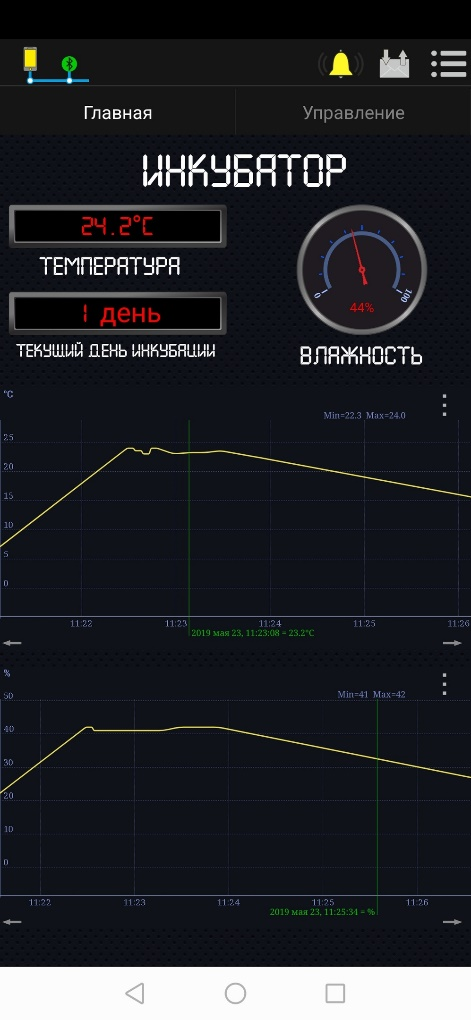 Главная
Управление
ИНКУБАТОР
24.2°C
ТЕМПЕРАТУРА
1 день
ТЕКУЩИЙ ДЕНЬ ИНКУБАЦИИ
0
100
44%
ВЛАЖНОСТЬ
°C
Min=22.3 Max=24.0
25
20
15
10
5
0
11:22
11:23
11:24
11:25
11:26
2019 мая 23, 11:23:08 = 23.2°C
%
Min=41 Max=42
50
40
30
20
10
0
11:22
11:23
11:24
11:25
11:26
2019 мая 23, 11:25:34 = %